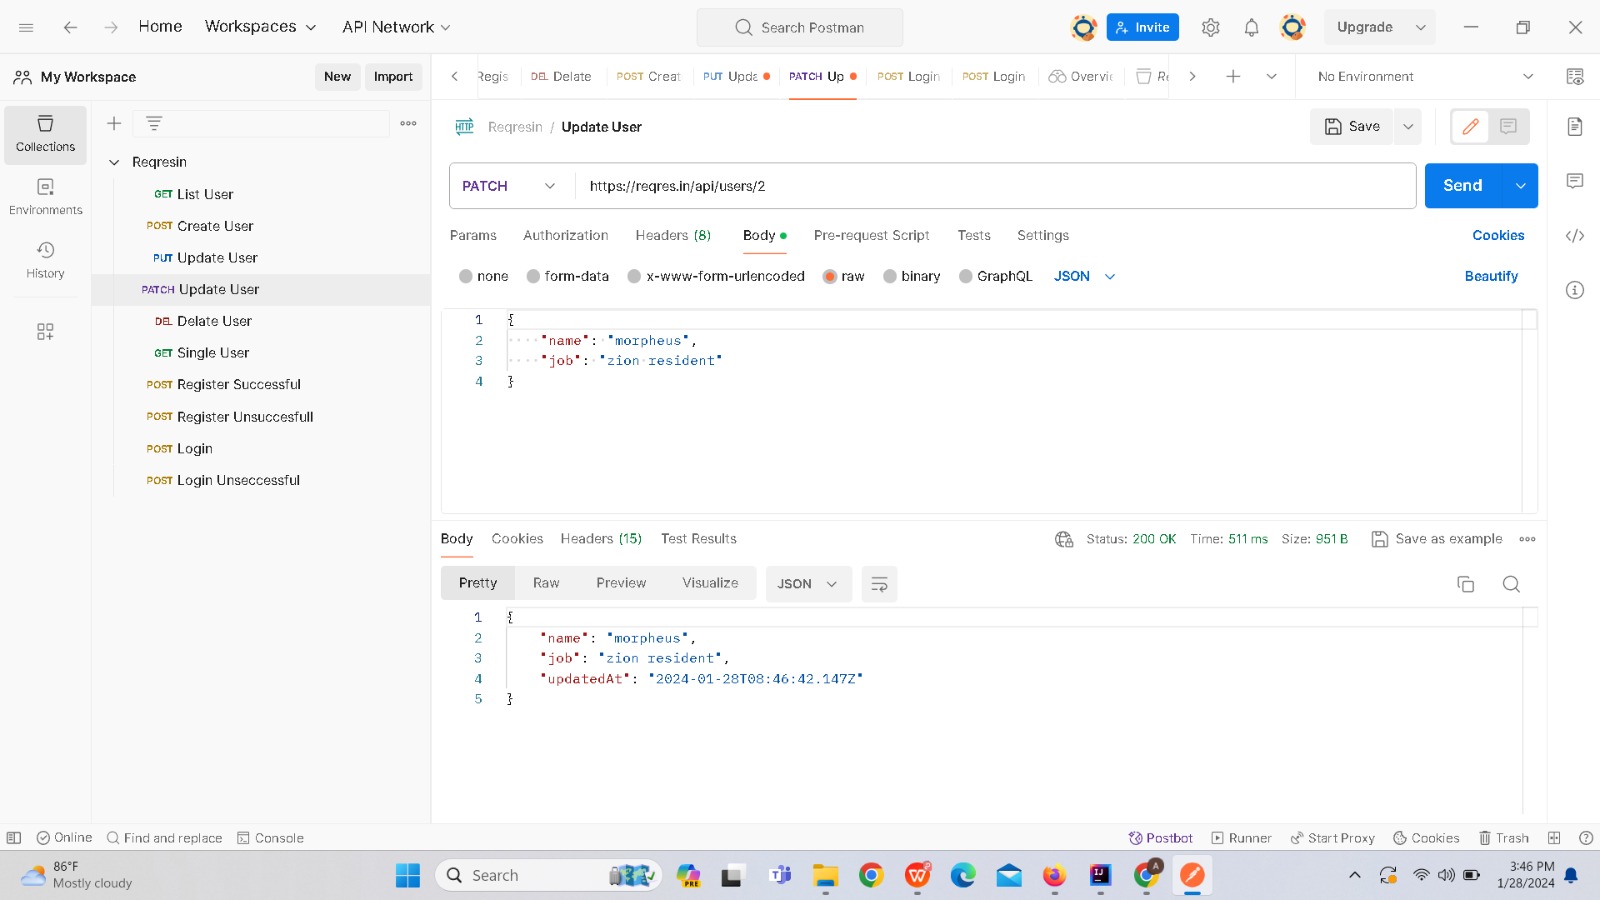 Home Workspaces API Network Search Postman Invite Upgrade
My Workspace New Import Regis DEL Delate POST Creat PUT Upda PATCH Up POST Login POST Login Overvi Re No Environment
Collections
Environments
History
Reqresin
GET List User
POST Create User
PUT Update User
PATCH Update User
DEL Delate User
GET Single User
POST Register Successful
POST Register Unsuccesfull
POST Login
POST Login Unseccessful
HTTP Reqresin / Update User Save
PATCH https://reqres.in/api/users/2 Send
Params Authorization Headers (8) Body Pre-request Script Tests Settings Cookies
none form-data x-www-form-urlencoded raw binary GraphQL JSON Beautify
1 {
2 "name": "morpheus",
3 "job": "zion resident"
4 }
Body Cookies Headers (15) Test Results Status: 200 OK Time: 511 ms Size: 951 B Save as example
Pretty Raw Preview Visualize JSON
1 {
2 "name": "morpheus",
3 "job": "zion resident",
4 "updatedAt": "2024-01-28T08:46:42.147Z"
5 }
Online Find and replace Console Postbot Runner Start Proxy Cookies Trash
86°F
Mostly cloudy
Search
PRE
3:46 PM
1/28/2024